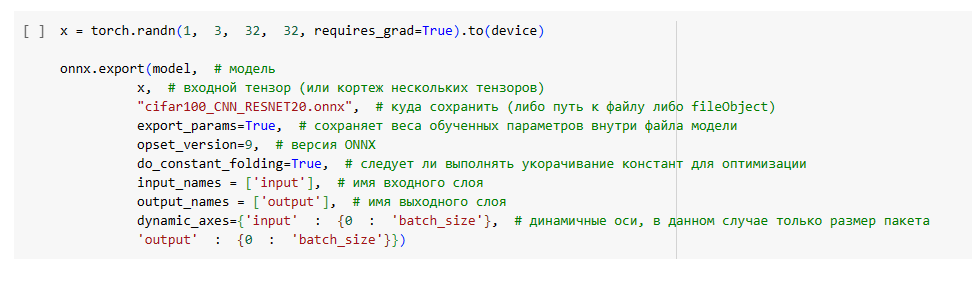 [ ] x = torch.randn(1, 3, 32, 32, requires_grad=True).to(device)
onnx.export(model, # модель
x, # входной тензор (или кортеж нескольких тензоров)
"cifar100_CNN_RESNET20.onnx", # куда сохранить (либо путь к файлу либо fileObject)
export_params=True, # сохраняет веса обученных параметров внутри файла модели
opset_version=9, # версия ONNX
do_constant_folding=True, # следует ли выполнять укорачивание констант для оптимизации
input_names = ['input'], # имя входного слоя
output_names = ['output'], # имя выходного слоя
dynamic_axes={'input' : {0 : 'batch_size'}, # динамичные оси, в данном случае только размер пакета
'output' : {0 : 'batch_size'}})